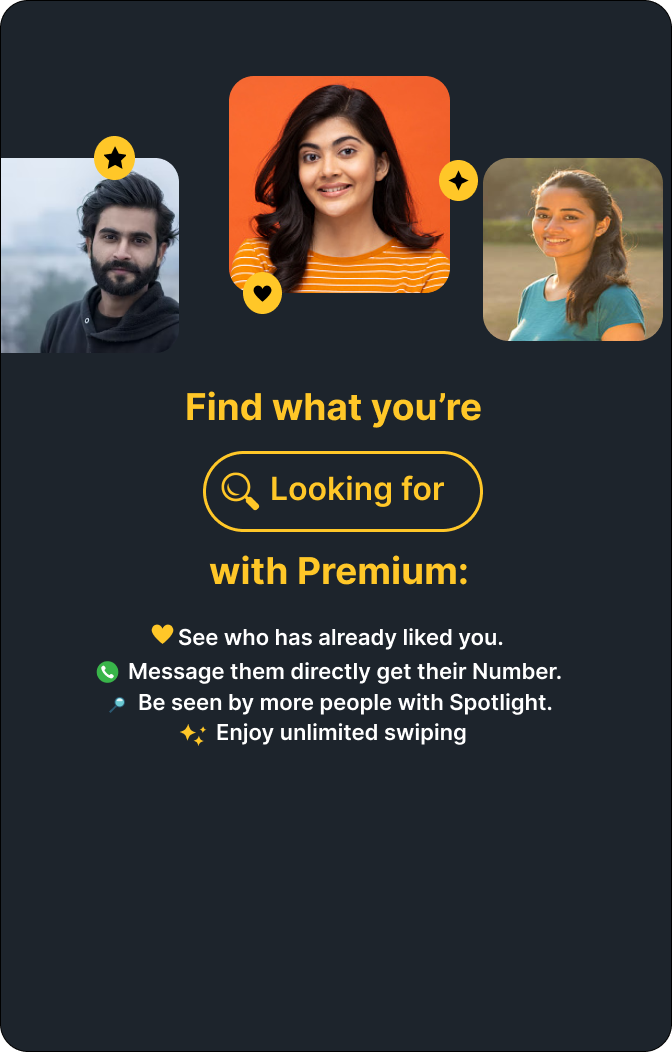 Find what you’re
Looking for
with Premium:
See who has already liked you.
Message them directly get their Number.
Be seen by more people with Spotlight.
Enjoy unlimited swiping